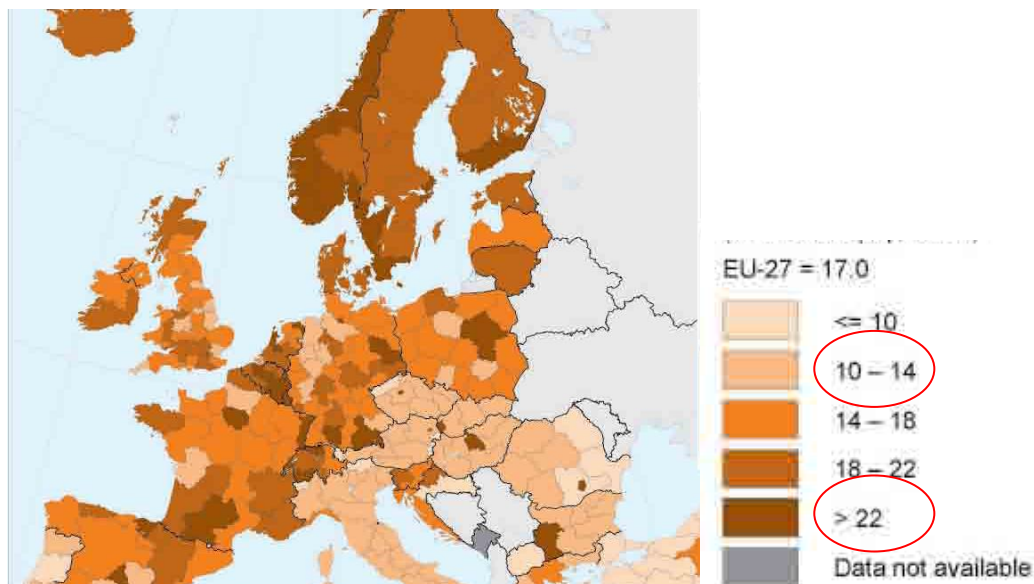 EU-27 = 17.0
<= 10
10 – 14
14 – 18
18 – 22
> 22
Data not available